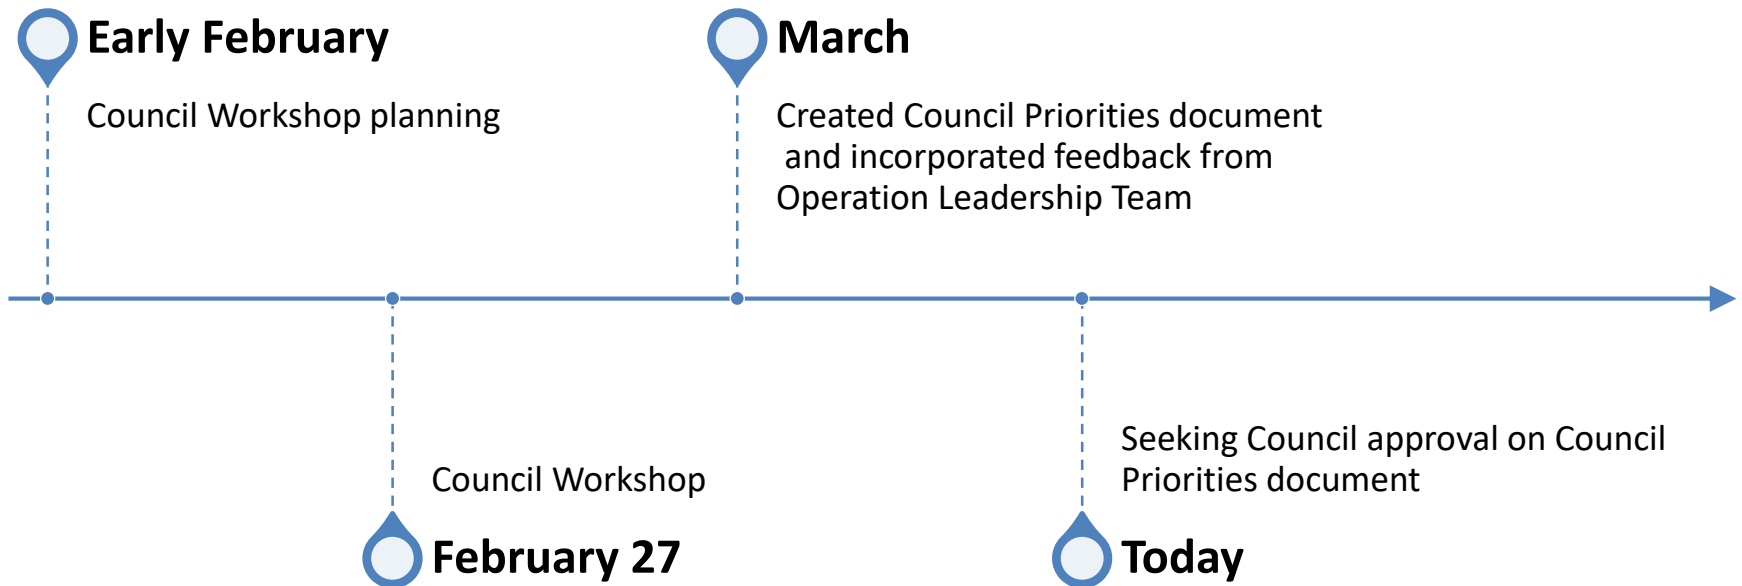 Early February
Council Workshop planning
Council Workshop
February 27
March
Created Council Priorities document
and incorporated feedback from
Operation Leadership Team
Seeking Council approval on Council
Priorities document
Today